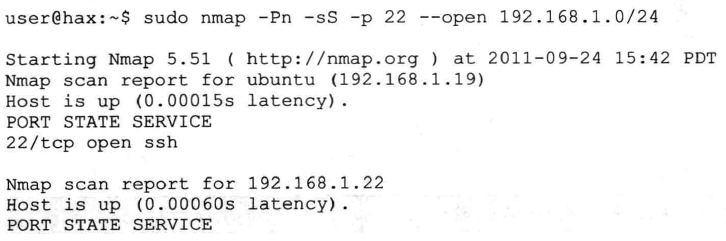 user@hax:~$ sudo nmap -Pn -sS -p 22 --open 192.168.1.0/24
Starting Nmap 5.51 ( http://nmap.org ) at 2011-09-24 15:42 PDT
Nmap scan report for ubuntu (192.168.1.19)
Host is up (0.00015s latency).
PORT STATE SERVICE
22/tcp open ssh
Nmap scan report for 192.168.1.22
Host is up (0.00060s latency).
PORT STATE SERVICE